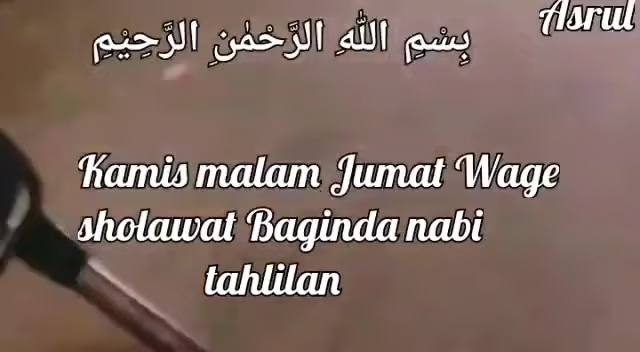 Asrul
بِسْمِ اللّٰهِ الرَّحْمٰنِ الرَّحِيْمِ
Kamis malam Jumat Wage
sholawat Baginda nabi
tahlilan